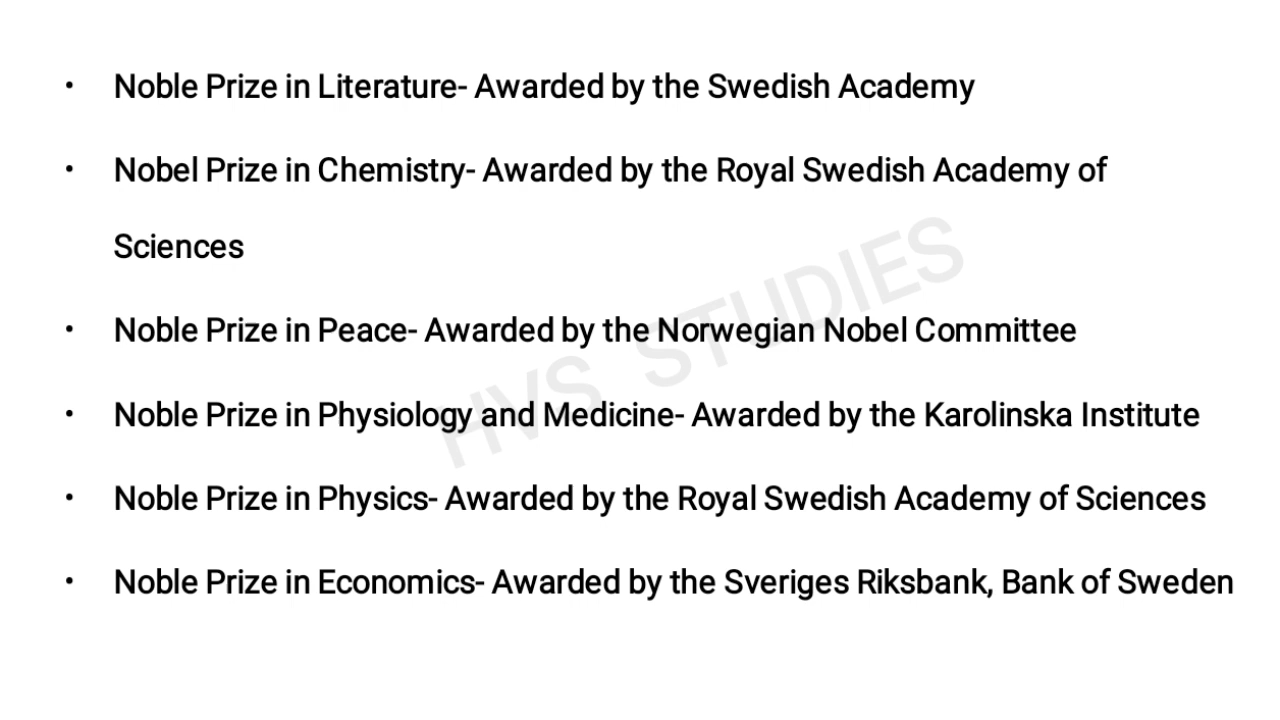 • Noble Prize in Literature- Awarded by the Swedish Academy
• Nobel Prize in Chemistry- Awarded by the Royal Swedish Academy of
Sciences
• Noble Prize in Peace- Awarded by the Norwegian Nobel Committee
• Noble Prize in Physiology and Medicine- Awarded by the Karolinska Institute
• Noble Prize in Physics- Awarded by the Royal Swedish Academy of Sciences
• Noble Prize in Economics- Awarded by the Sveriges Riksbank, Bank of Sweden
HVS STUDIES